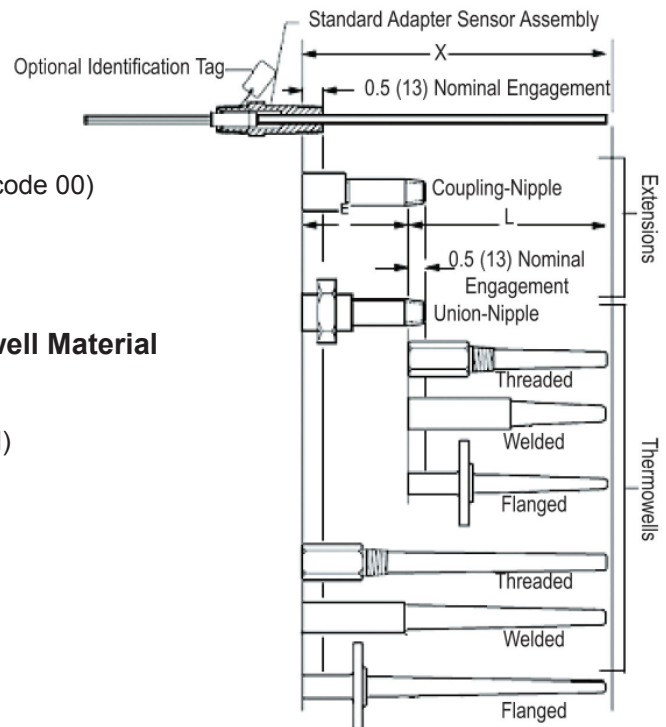 Standard Adapter Sensor Assembly
X
Optional Identification Tag
0.5 (13) Nominal Engagement
code 00)
Coupling-Nipple
E
L
Extensions
0.5 (13) Nominal
Engagement
Union-Nipple
well Material
Threaded
)
Welded
Flanged
Thermowells
Threaded
Welded
Flanged